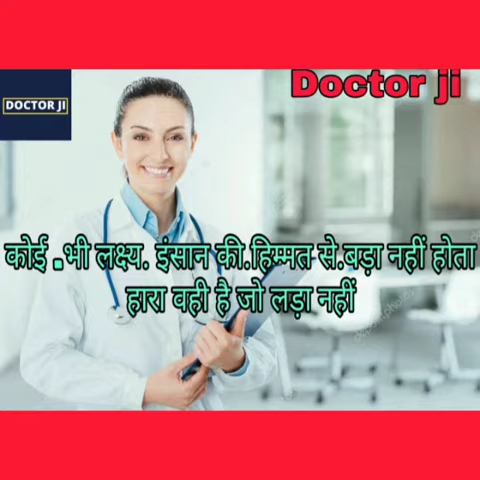 Doctor ji
DOCTOR JI
कोई .भी लक्ष्य. इंसान की.हिम्मत से.बड़ा नहीं होता
हारा वही है जो लड़ा नहीं